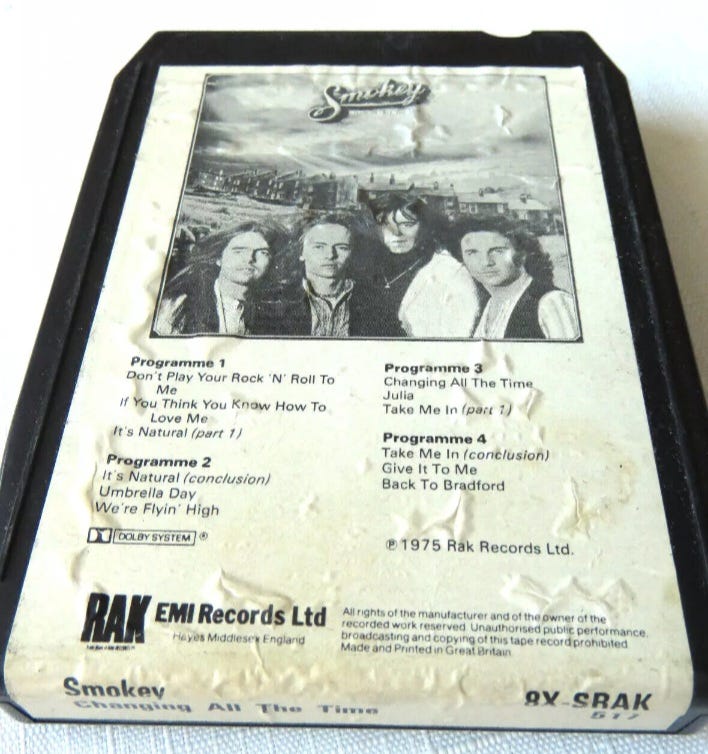 Smokey
Programme 1
Don't Play Your Rock 'N' Roll To
Me
If You Think You Know How To
Love Me
It's Natural (part 1)
Programme 2
It's Natural (conclusion)
Umbrella Day
We're Flyin' High
DOLBY SYSTEM ®
Programme 3
Changing All The Time
Julia
Take Me In (part 1)
Programme 4
Take Me In (conclusion)
Give It To Me
Back To Bradford
℗ 1975 Rak Records Ltd.
RAK EMI Records Ltd
Hayes Middlesex England
All rights of the manufacturer and of the owner of the
recorded work reserved. Unauthorised public performance,
broadcasting and copying of this tape record prohibited
Made and Printed in Great Britain
Smokey
Changing All The Time
8X-SRAK
517